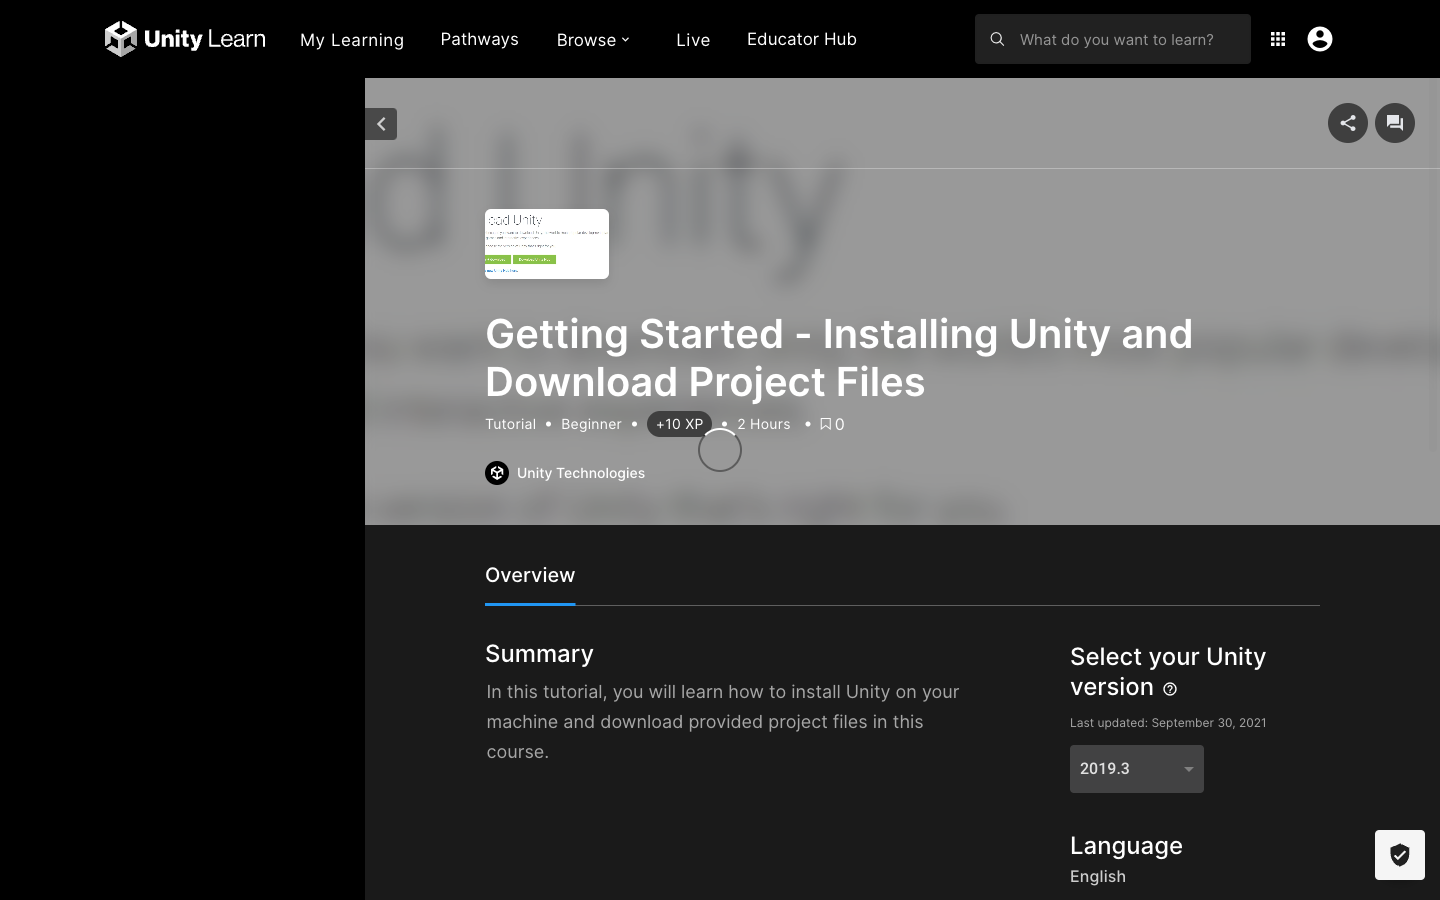 Unity Learn
My Learning
Pathways
Browse
Live
Educator Hub
What do you want to learn?
d Unity
oad Unity
Getting Started - Installing Unity and
Download Project Files
Tutorial • Beginner • +10 XP • 2 Hours • 0
Unity Technologies
Overview
Summary
In this tutorial, you will learn how to install Unity on your
machine and download provided project files in this
course.
Select your Unity
version
Last updated: September 30, 2021
2019.3
Language
English